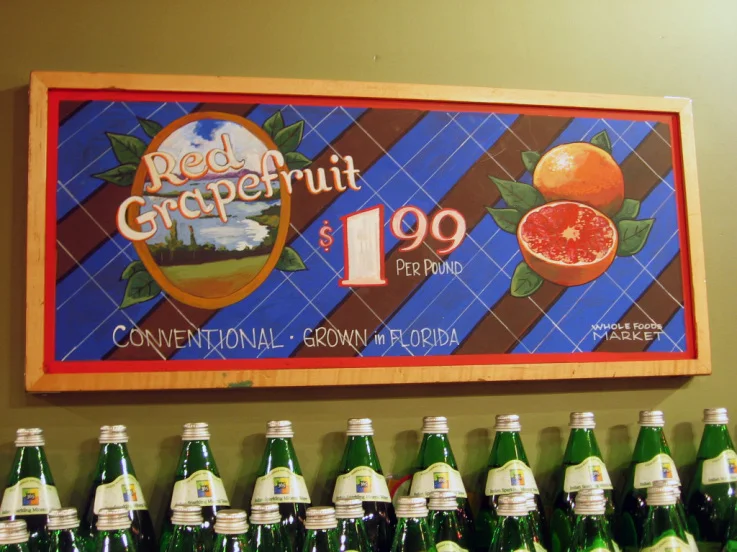 Red
Grapefruit
$1.99
PER POUND
CONVENTIONAL · GROWN in FLORIDA
WHOLE FOODS
MARKET